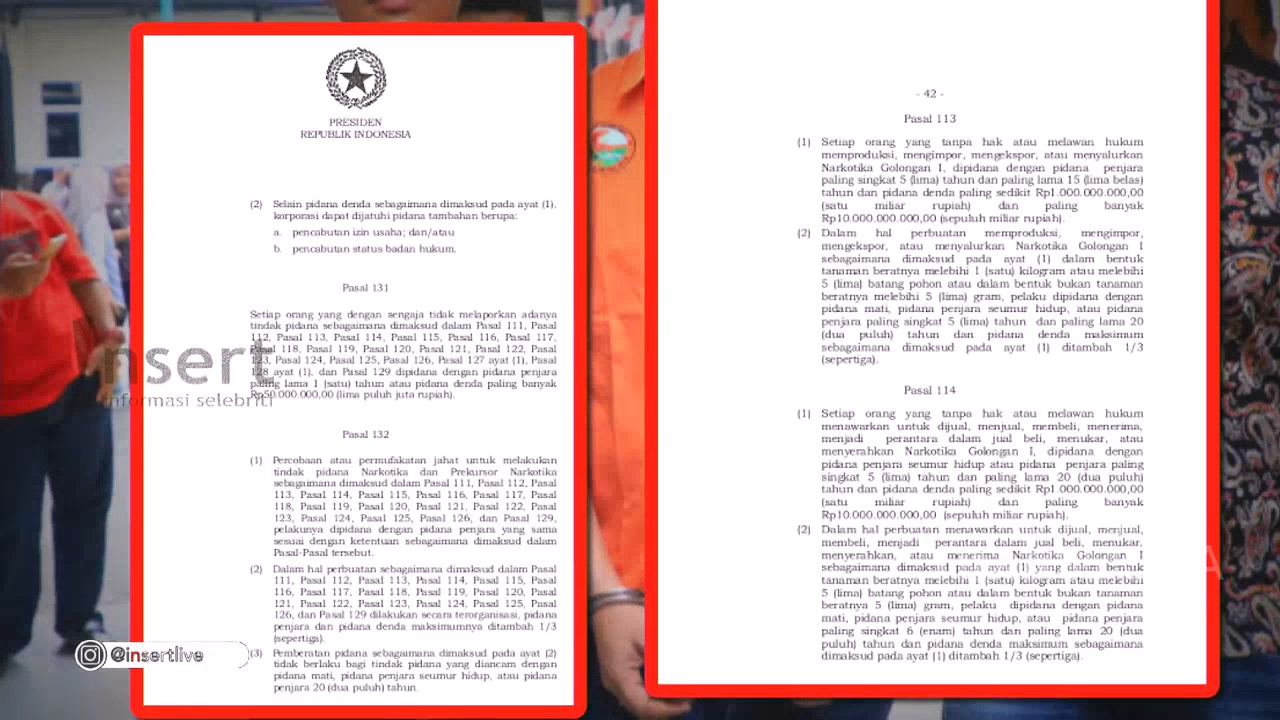 PRESIDEN
REPUBLIK INDONESIA
(2) Selain pidana denda sebagaimana dimaksud pada ayat (1),
korporasi dapat dijatuhi pidana tambahan berupa:
a. pencabutan izin usaha; dan/atau
b. pencabutan status badan hukum.
Pasal 131
Setiap orang yang dengan sengaja tidak melaporkan adanya
tindak pidana sebagaimana dimaksud dalam Pasal 111, Pasal
112, Pasal 113, Pasal 114, Pasal 115, Pasal 116, Pasal 117,
Pasal 118, Pasal 119, Pasal 120, Pasal 121, Pasal 122, Pasal
123, Pasal 124, Pasal 125, Pasal 126, Pasal 127 ayat (1), Pasal
128 ayat (1), dan Pasal 129 dipidana dengan pidana penjara
paling lama 1 (satu) tahun atau pidana denda paling banyak
Rp50.000.000,00 (lima puluh juta rupiah).
Pasal 132
(1) Percobaan atau permufakatan jahat untuk melakukan
tindak pidana Narkotika dan Prekursor Narkotika
sebagaimana dimaksud dalam Pasal 111, Pasal 112, Pasal
113, Pasal 114, Pasal 115, Pasal 116, Pasal 117, Pasal
118, Pasal 119, Pasal 120, Pasal 121, Pasal 122, Pasal
123, Pasal 124, Pasal 125, Pasal 126, dan Pasal 129,
pelakunya dipidana dengan pidana penjara yang sama
sesuai dengan ketentuan sebagaimana dimaksud dalam
Pasal-Pasal tersebut.
(2) Dalam hal perbuatan sebagaimana dimaksud dalam Pasal
111, Pasal 112, Pasal 113, Pasal 114, Pasal 115, Pasal
116, Pasal 117, Pasal 118, Pasal 119, Pasal 120, Pasal
121, Pasal 122, Pasal 123, Pasal 124, Pasal 125, Pasal
126, dan Pasal 129 dilakukan secara terorganisasi, pidana
penjara dan pidana denda maksimumnya ditambah 1/3
(sepertiga).
(3) Pemberatan pidana sebagaimana dimaksud pada ayat (2)
tidak berlaku bagi tindak pidana yang diancam dengan
pidana mati, pidana penjara seumur hidup, atau pidana
penjara 20 (dua puluh) tahun.
- 42 -
Pasal 113
(1) Setiap orang yang tanpa hak atau melawan hukum
memproduksi, mengimpor, mengekspor, atau menyalurkan
Narkotika Golongan I, dipidana dengan pidana penjara
paling singkat 5 (lima) tahun dan paling lama 15 (lima belas)
tahun dan pidana denda paling sedikit Rp1.000.000.000,00
(satu miliar rupiah) dan paling banyak
Rp10.000.000.000,00 (sepuluh miliar rupiah).
(2) Dalam hal perbuatan memproduksi, mengimpor,
mengekspor, atau menyalurkan Narkotika Golongan I
sebagaimana dimaksud pada ayat (1) dalam bentuk
tanaman beratnya melebihi 1 (satu) kilogram atau melebihi
5 (lima) batang pohon atau dalam bentuk bukan tanaman
beratnya melebihi 5 (lima) gram, pelaku dipidana dengan
pidana mati, pidana penjara seumur hidup, atau pidana
penjara paling singkat 5 (lima) tahun dan paling lama 20
(dua puluh) tahun dan pidana denda maksimum
sebagaimana dimaksud pada ayat (1) ditambah 1/3
(sepertiga).
Pasal 114
(1) Setiap orang yang tanpa hak atau melawan hukum
menawarkan untuk dijual, menjual, membeli, menerima,
menjadi perantara dalam jual beli, menukar, atau
menyerahkan Narkotika Golongan I, dipidana dengan
pidana penjara seumur hidup atau pidana penjara paling
singkat 5 (lima) tahun dan paling lama 20 (dua puluh)
tahun dan pidana denda paling sedikit Rp1.000.000.000,00
(satu miliar rupiah) dan paling banyak
Rp10.000.000.000,00 (sepuluh miliar rupiah).
(2) Dalam hal perbuatan menawarkan untuk dijual, menjual,
membeli, menjadi perantara dalam jual beli, menukar,
menyerahkan, atau menerima Narkotika Golongan I
sebagaimana dimaksud pada ayat (1) yang dalam bentuk
tanaman beratnya melebihi 1 (satu) kilogram atau melebihi
5 (lima) batang pohon atau dalam bentuk bukan tanaman
beratnya 5 (lima) gram, pelaku dipidana dengan pidana
mati, pidana penjara seumur hidup, atau pidana penjara
paling singkat 6 (enam) tahun dan paling lama 20 (dua
puluh) tahun dan pidana denda maksimum sebagaimana
dimaksud pada ayat (1) ditambah 1/3 (sepertiga).
insert
informasi selebriti
@insertlive